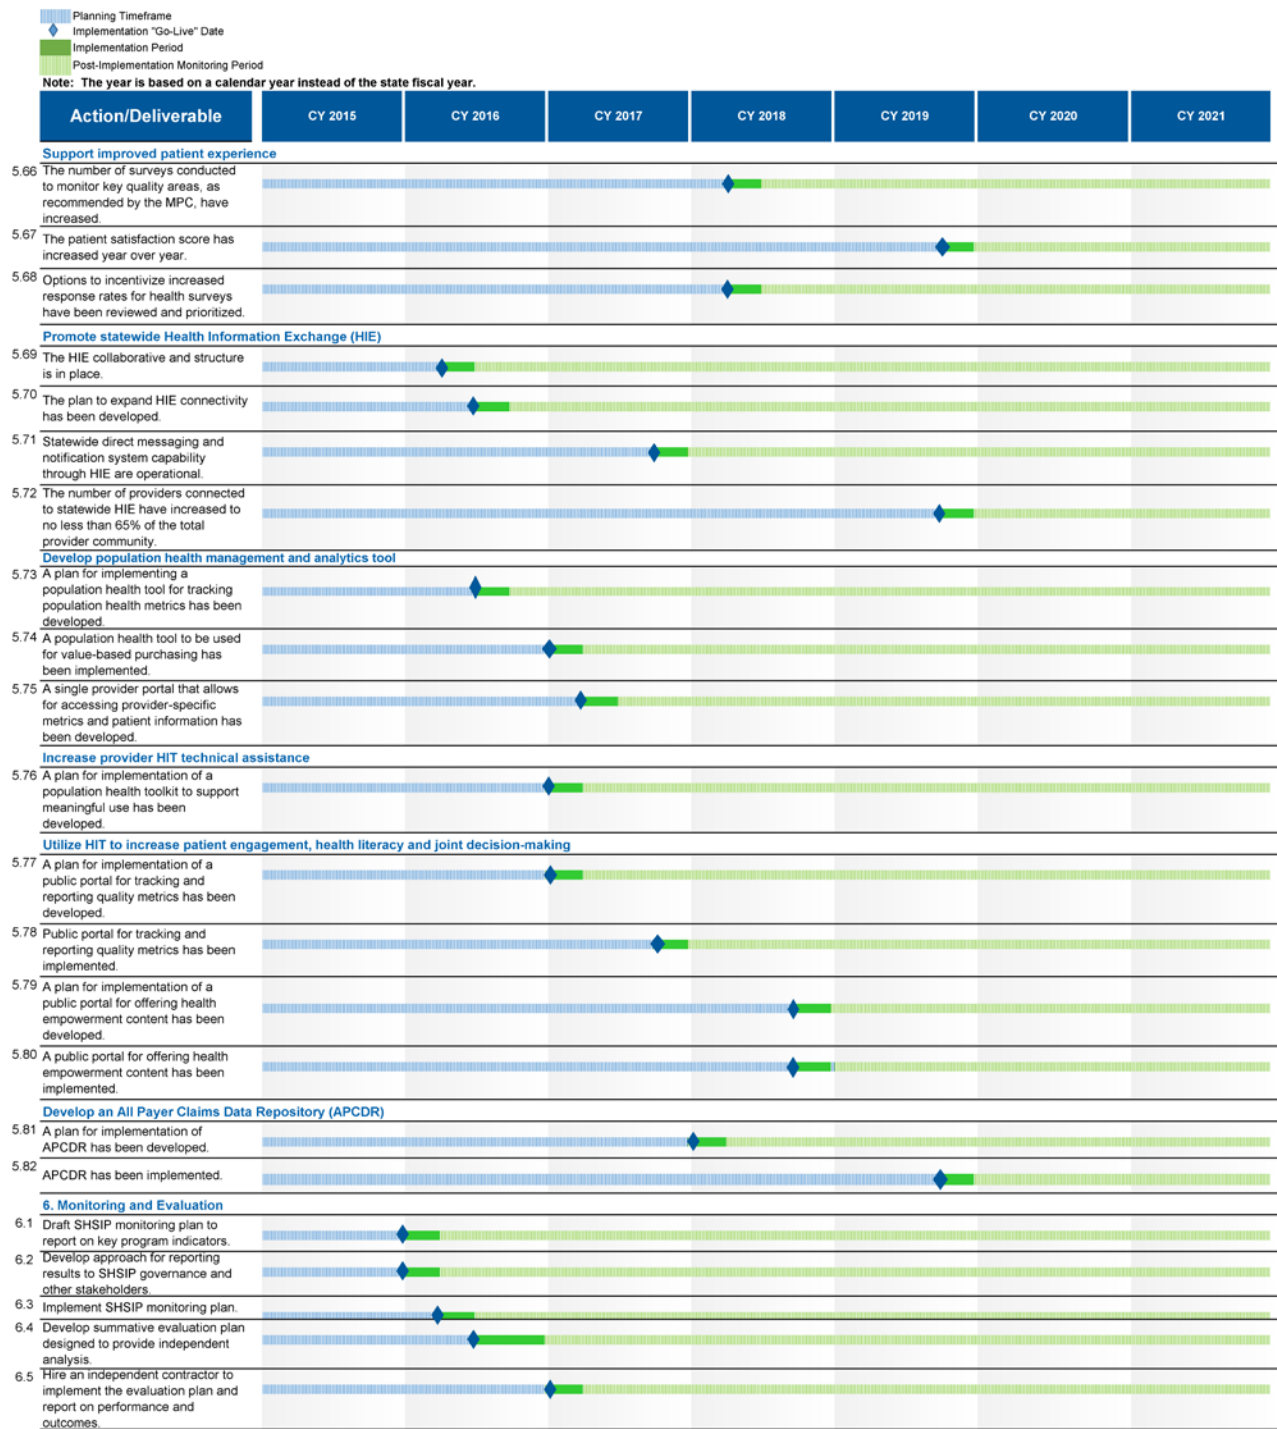 Planning Timeframe
Implementation "Go-Live" Date
Implementation Period
Post-Implementation Monitoring Period
Note: The year is based on a calendar year instead of the state fiscal year.
Action/Deliverable CY 2015 CY 2016 CY 2017 CY 2018 CY 2019 CY 2020 CY 2021
Support improved patient experience
5.66 The number of surveys conducted
to monitor key quality areas, as
recommended by the MPC, have
increased.
5.67 The patient satisfaction score has
increased year over year.
5.68 Options to incentivize increased
response rates for health surveys
have been reviewed and prioritized.
Promote statewide Health Information Exchange (HIE)
5.69 The HIE collaborative and structure
is in place.
5.70 The plan to expand HIE connectivity
has been developed.
5.71 Statewide direct messaging and
notification system capability
through HIE are operational.
5.72 The number of providers connected
to statewide HIE have increased to
no less than 65% of the total
provider community.
Develop population health management and analytics tool
5.73 A plan for implementing a
population health tool for tracking
population health metrics has been
developed.
5.74 A population health tool to be used
for value-based purchasing has
been implemented.
5.75 A single provider portal that allows
for accessing provider-specific
metrics and patient information has
been developed.
Increase provider HIT technical assistance
5.76 A plan for implementation of a
population health toolkit to support
meaningful use has been
developed.
Utilize HIT to increase patient engagement, health literacy and joint decision-making
5.77 A plan for implementation of a
public portal for tracking and
reporting quality metrics has been
developed.
5.78 Public portal for tracking and
reporting quality metrics has been
implemented.
5.79 A plan for implementation of a
public portal for offering health
empowerment content has been
developed.
5.80 A public portal for offering health
empowerment content has been
implemented.
Develop an All Payer Claims Data Repository (APCDR)
5.81 A plan for implementation of
APCDR has been developed.
5.82 APCDR has been implemented.
6. Monitoring and Evaluation
6.1 Draft SHSIP monitoring plan to
report on key program indicators.
6.2 Develop approach for reporting
results to SHSIP governance and
other stakeholders.
6.3 Implement SHSIP monitoring plan.
6.4 Develop summative evaluation plan
designed to provide independent
analysis.
6.5 Hire an independent contractor to
implement the evaluation plan and
report on performance and
outcomes.